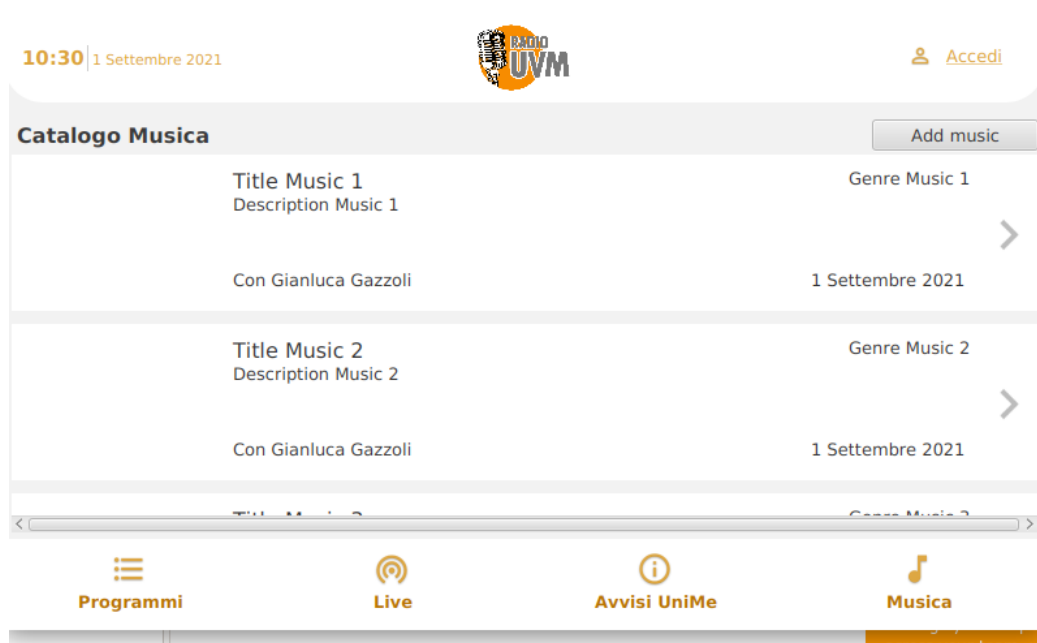 10:30 1 Settembre 2021
RADIO
UVM
Accedi
Catalogo Musica
Add music
Title Music 1
Genre Music 1
Description Music 1
Con Gianluca Gazzoli
1 Settembre 2021
Title Music 2
Genre Music 2
Description Music 2
Con Gianluca Gazzoli
1 Settembre 2021
Programmi
Live
Avvisi UniMe
Musica